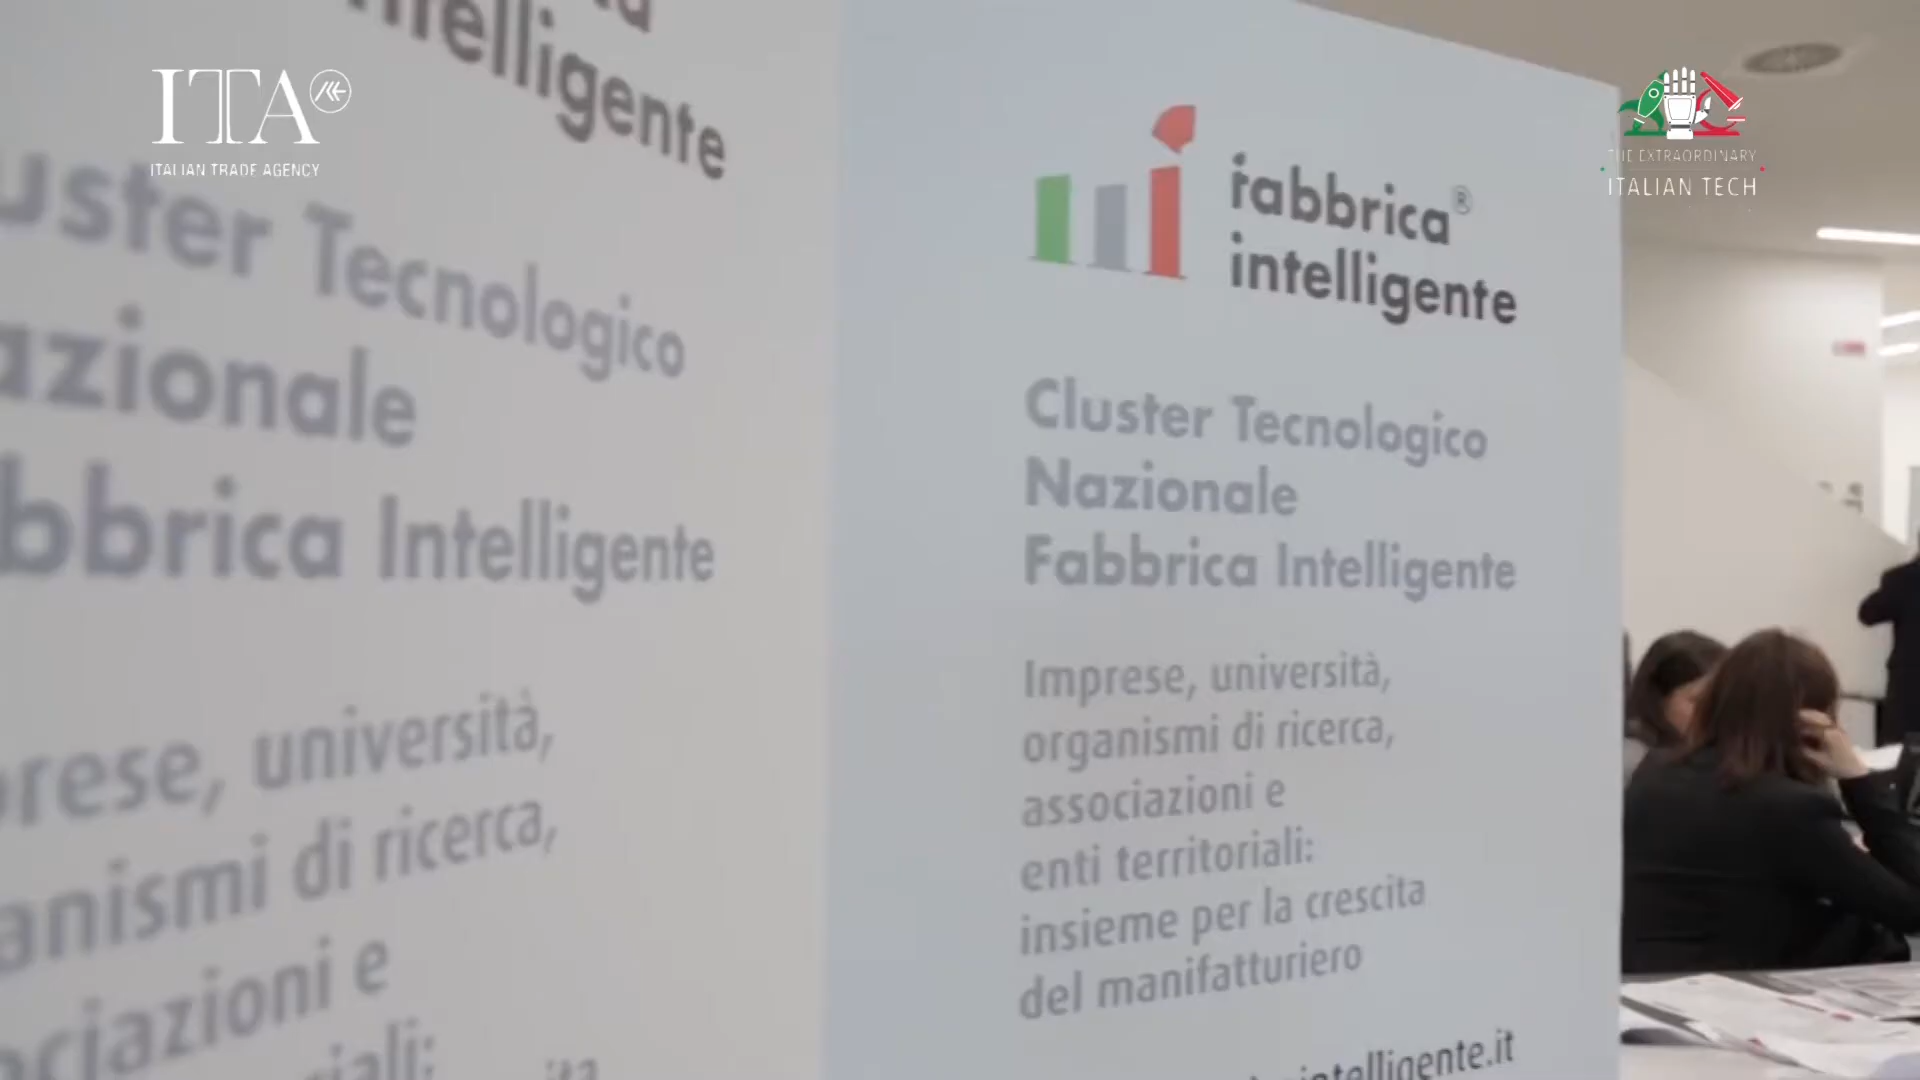 ITA
ITALIAN TRADE AGENCY
THE EXTRAORDINARY
ITALIAN TECH
intelligente
Cluster Tecnologico
Nazionale
Fabbrica Intelligente
università,
di ricerca,
e
fabbrica®
intelligente
Cluster Tecnologico
Nazionale
Fabbrica Intelligente
Imprese, università,
organismi di ricerca,
associazioni e
enti territoriali:
insieme per la crescita
del manifatturiero
intelligente.it